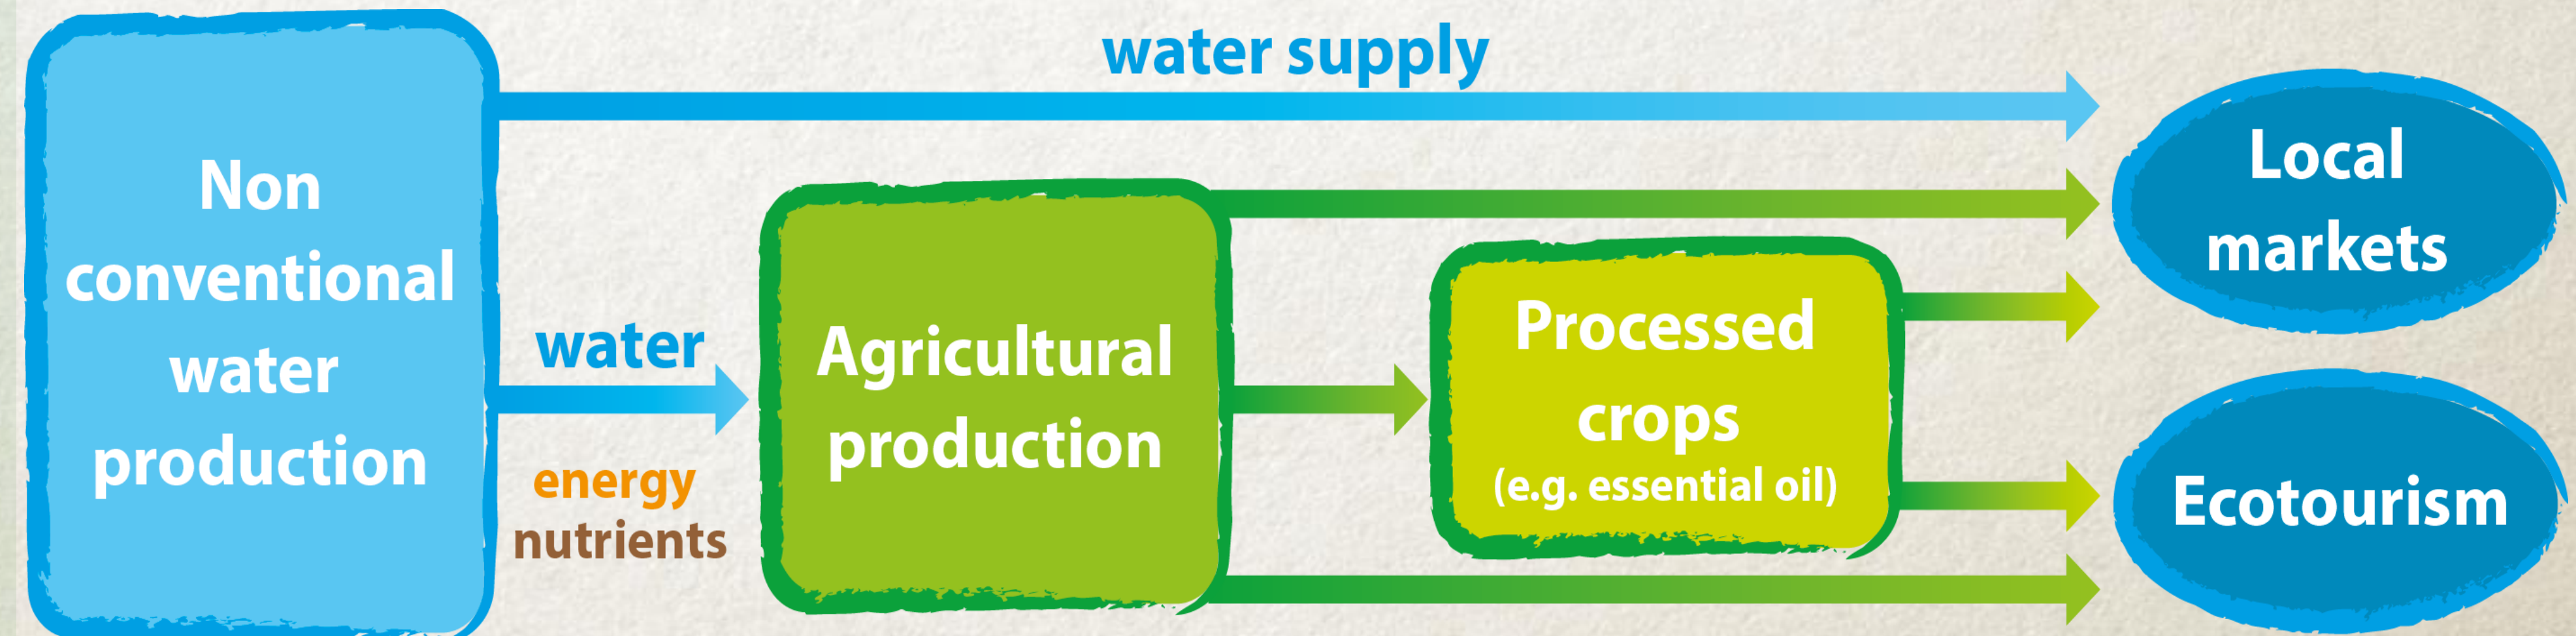 Non
conventional
water
production
water supply
water
energy
nutrients
Agricultural
production
Processed
crops
(e.g. essential oil)
Local
markets
Ecotourism